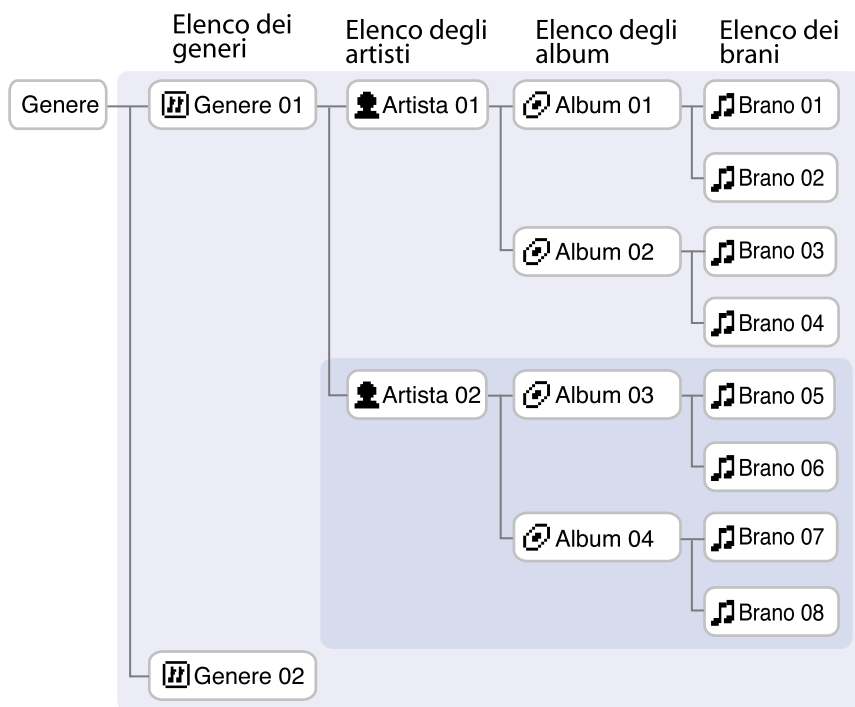 Elenco dei
generi
Elenco degli
artisti
Elenco degli
album
Elenco dei
brani
Genere
Genere 01
Artista 01
Album 01
Brano 01
Brano 02
Album 02
Brano 03
Brano 04
Artista 02
Album 03
Brano 05
Brano 06
Album 04
Brano 07
Brano 08
Genere 02